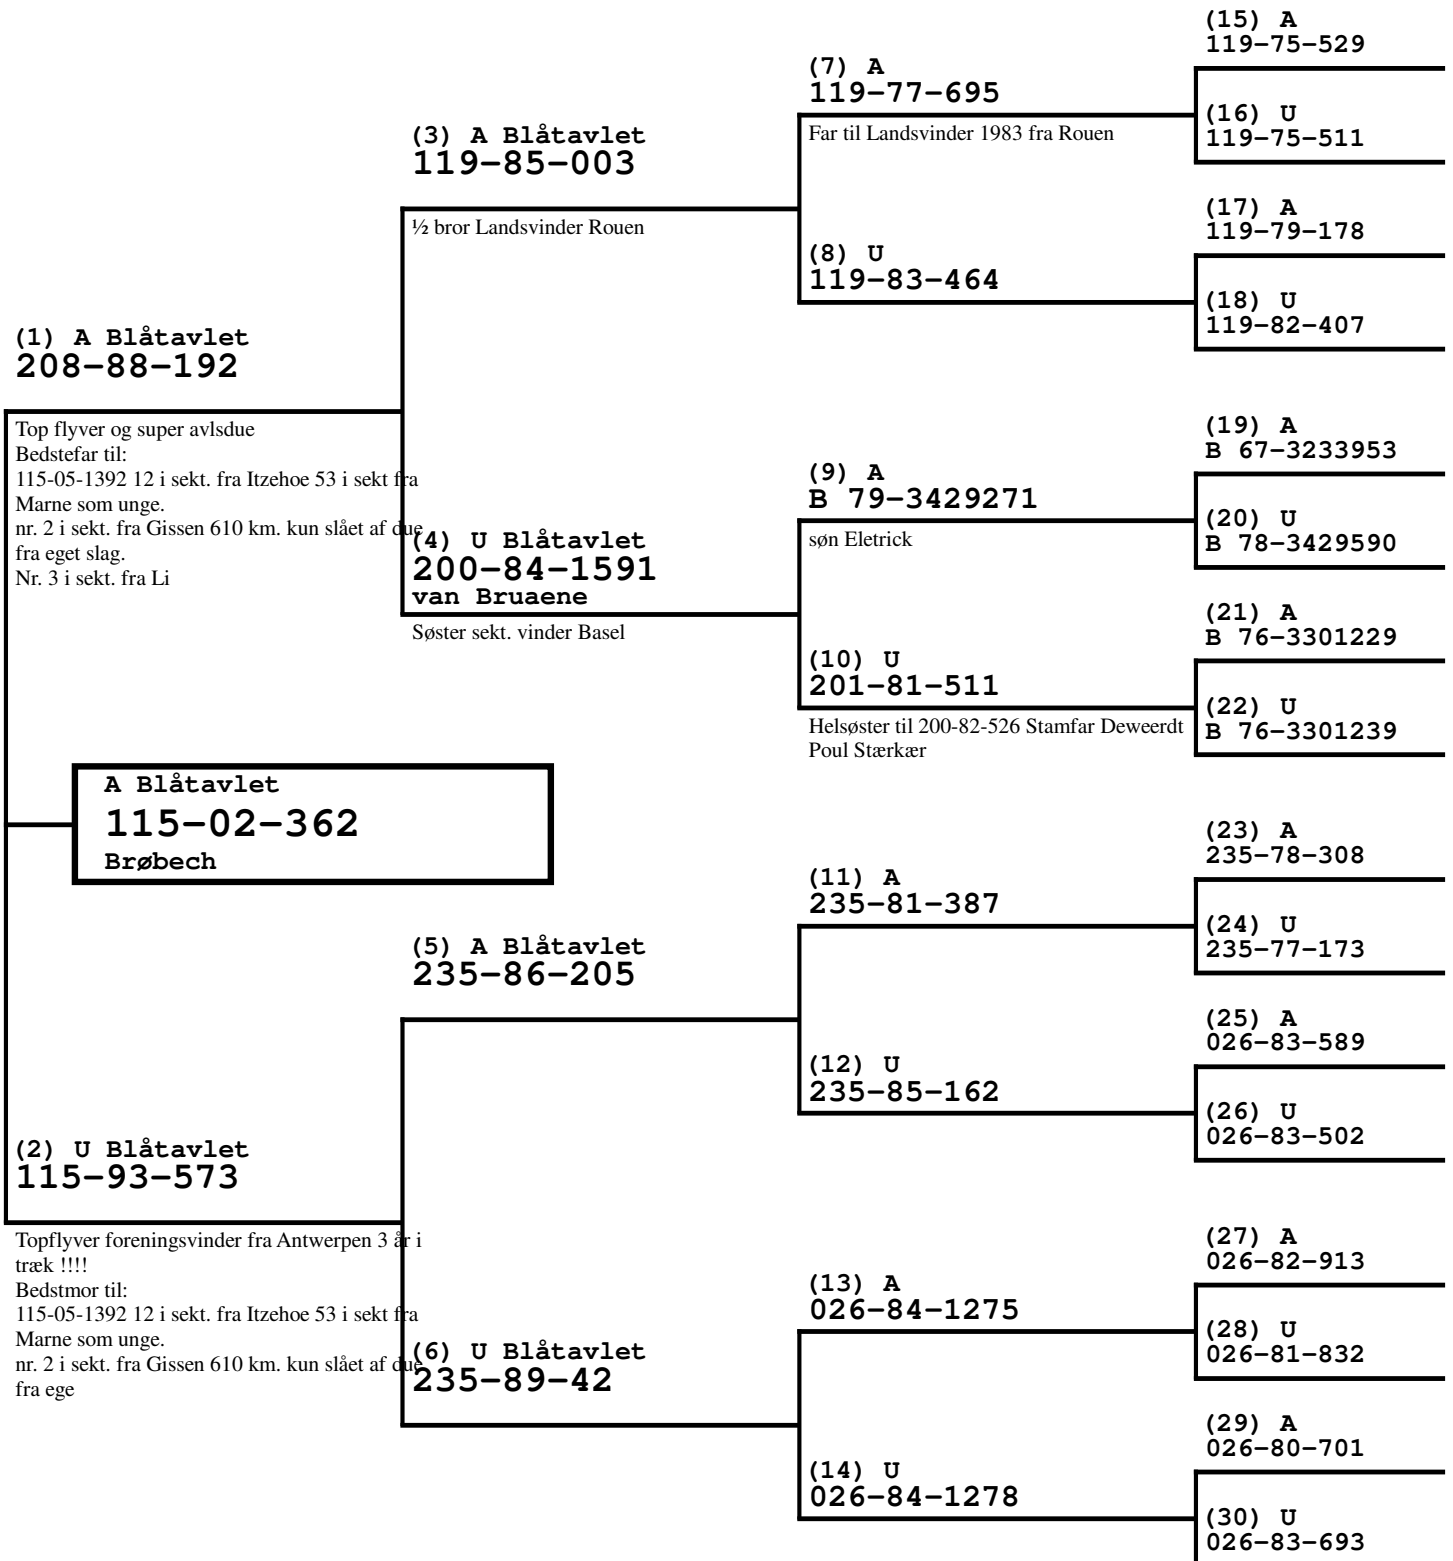 (1) A Blåtavlet
208-88-192
Top flyver og super avlsdue
Bedstefar til:
115-05-1392 12 i sekt. fra Itzehoe 53 i sekt fra
Marne som unge.
nr. 2 i sekt. fra Gissen 610 km. kun slået af due
fra eget slag.
Nr. 3 i sekt. fra Li
A Blåtavlet
115-02-362
Brøbech
(2) U Blåtavlet
115-93-573
Topflyver foreningsvinder fra Antwerpen 3 år i
træk !!!!
Bedstmor til:
115-05-1392 12 i sekt. fra Itzehoe 53 i sekt fra
Marne som unge.
nr. 2 i sekt. fra Gissen 610 km. kun slået af due
fra ege
(3) A Blåtavlet
119-85-003
½ bror Landsvinder Rouen
(4) U Blåtavlet
200-84-1591
van Bruaene
Søster sekt. vinder Basel
(5) A Blåtavlet
235-86-205
(6) U Blåtavlet
235-89-42
(7) A
119-77-695
Far til Landsvinder 1983 fra Rouen
(8) U
119-83-464
(9) A
B 79-3429271
søn Eletrick
(10) U
201-81-511
Helsøster til 200-82-526 Stamfar Deweerdt
Poul Stærkær
(11) A
235-81-387
(12) U
235-85-162
(13) A
026-84-1275
(14) U
026-84-1278
(15) A
119-75-529
(16) U
119-75-511
(17) A
119-79-178
(18) U
119-82-407
(19) A
B 67-3233953
(20) U
B 78-3429590
(21) A
B 76-3301229
(22) U
B 76-3301239
(23) A
235-78-308
(24) U
235-77-173
(25) A
026-83-589
(26) U
026-83-502
(27) A
026-82-913
(28) U
026-81-832
(29) A
026-80-701
(30) U
026-83-693